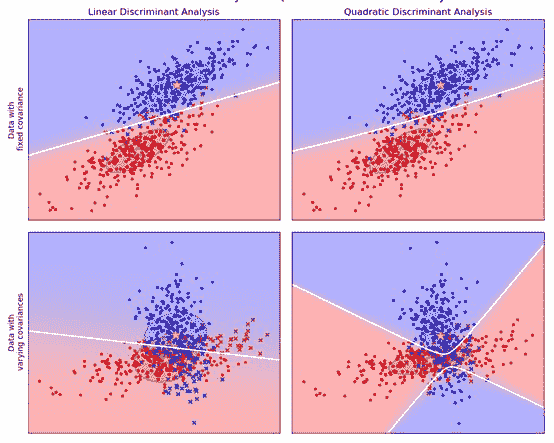 Linear Discriminant Analysis
Quadratic Discriminant Analysis
Data with
fixed covariance
Data with
varying covariances